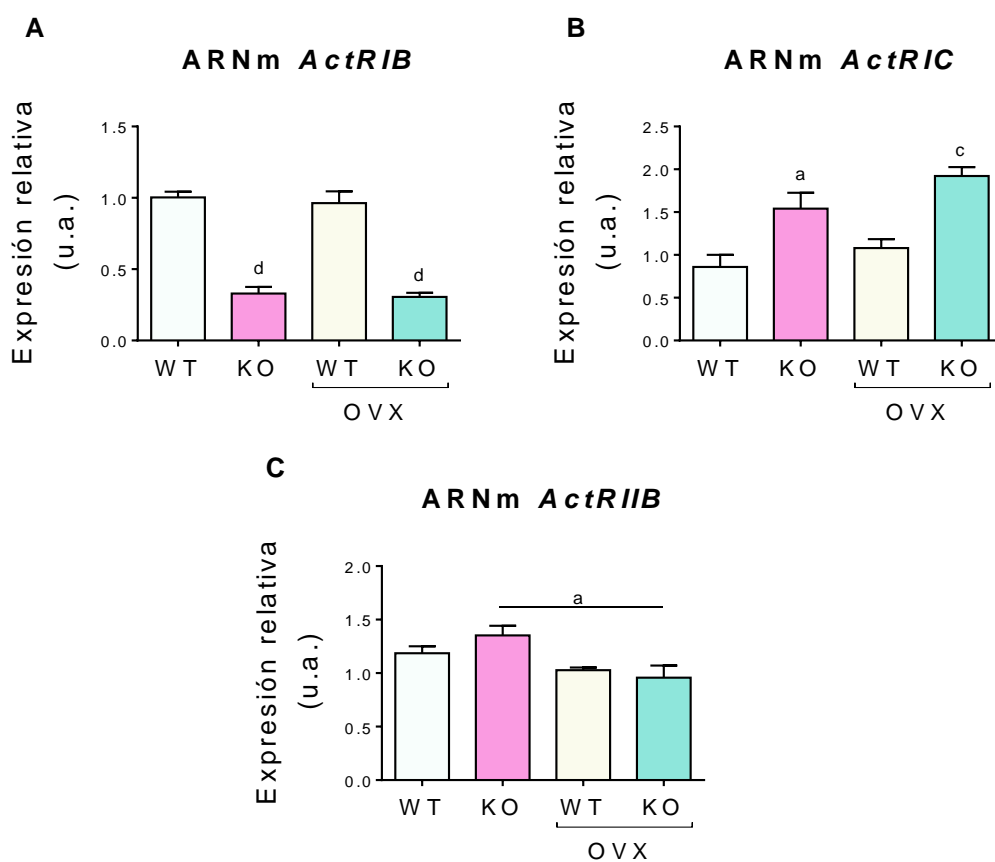 A
ARNm ActRIB
Expresión relativa
(u.a.)
1.5
1.0
0.5
0.0
d
d
WT KO WT KO
OVX
B
ARNm ActRIC
Expresión relativa
(u.a.)
2.5
2.0
1.5
1.0
0.5
0.0
a
c
WT KO WT KO
OVX
C
ARNm ActRIIB
Expresión relativa
(u.a.)
2.0
1.5
1.0
0.5
0.0
a
WT KO WT KO
OVX